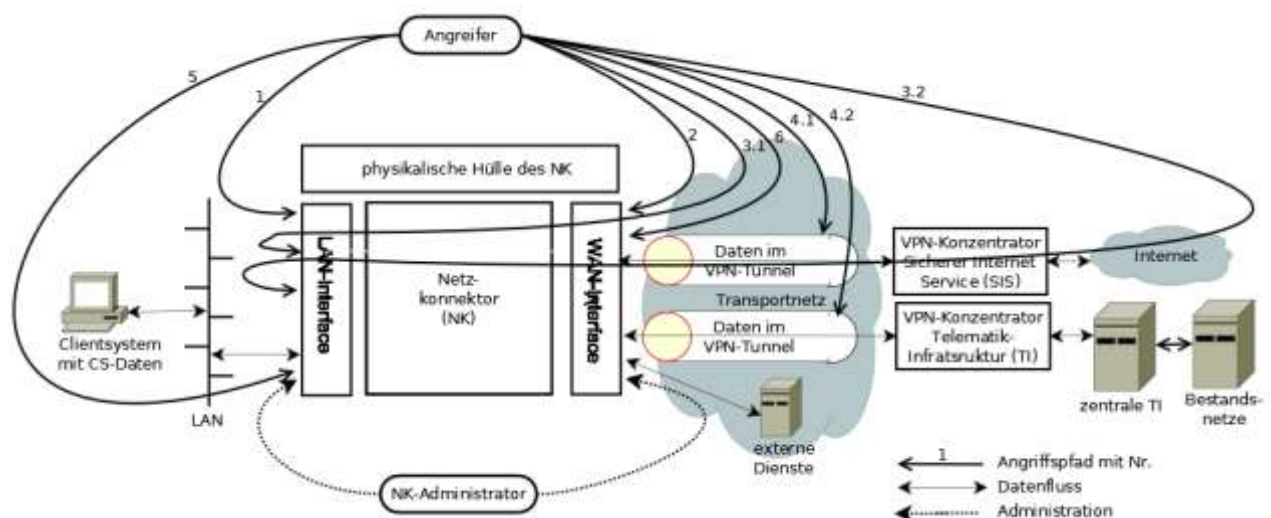 Angreifer
5
1
2
3.1
6
4.1
4.2
3.2
physikalische Hülle des NK
LAN-Interface
Netz-
konnektor
(NK)
WAN-Interface
Daten im
VPN-Tunnel
Transportnetz
Daten im
VPN-Tunnel
VPN-Konzentrator
Sicherer Internet
Service (SIS)
Internet
VPN-Konzentrator
Telematik-
Infratsruktur (TI)
Clientsystem
mit CS-Daten
LAN
externe
Dienste
zentrale TI
Bestands-
netze
NK-Administrator
1
Angriffspfad mit Nr.
Datenfluss
Administration